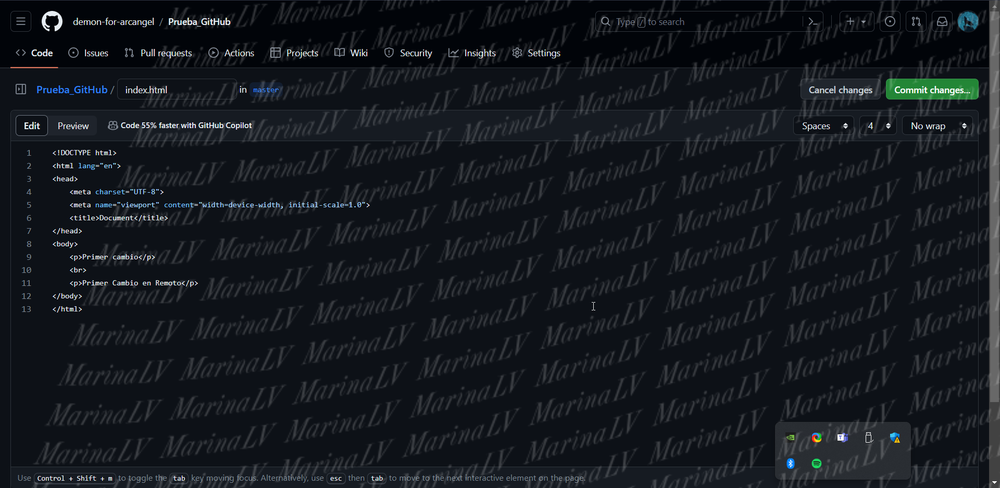 demon-for-arcangel / Prueba_GitHub
Type / to search
Code Issues Pull requests Actions Projects Wiki Security Insights Settings
Prueba_GitHub / index.html in master
Cancel changes Commit changes...
Edit Preview Code 55% faster with GitHub Copilot
Spaces 4 No wrap
1 <!DOCTYPE html>
2 <html lang="en">
3 <head>
4     <meta charset="UTF-8">
5     <meta name="viewport" content="width=device-width, initial-scale=1.0">
6     <title>Document</title>
7 </head>
8 <body>
9     <p>Primer cambio</p>
10     <br>
11     <p>Primer Cambio en Remoto</p>
12 </body>
13 </html>
MarinaLV
Use Control + Shift + m to toggle the tab key moving focus. Alternatively, use esc then tab to move to the next interactive element on the page.